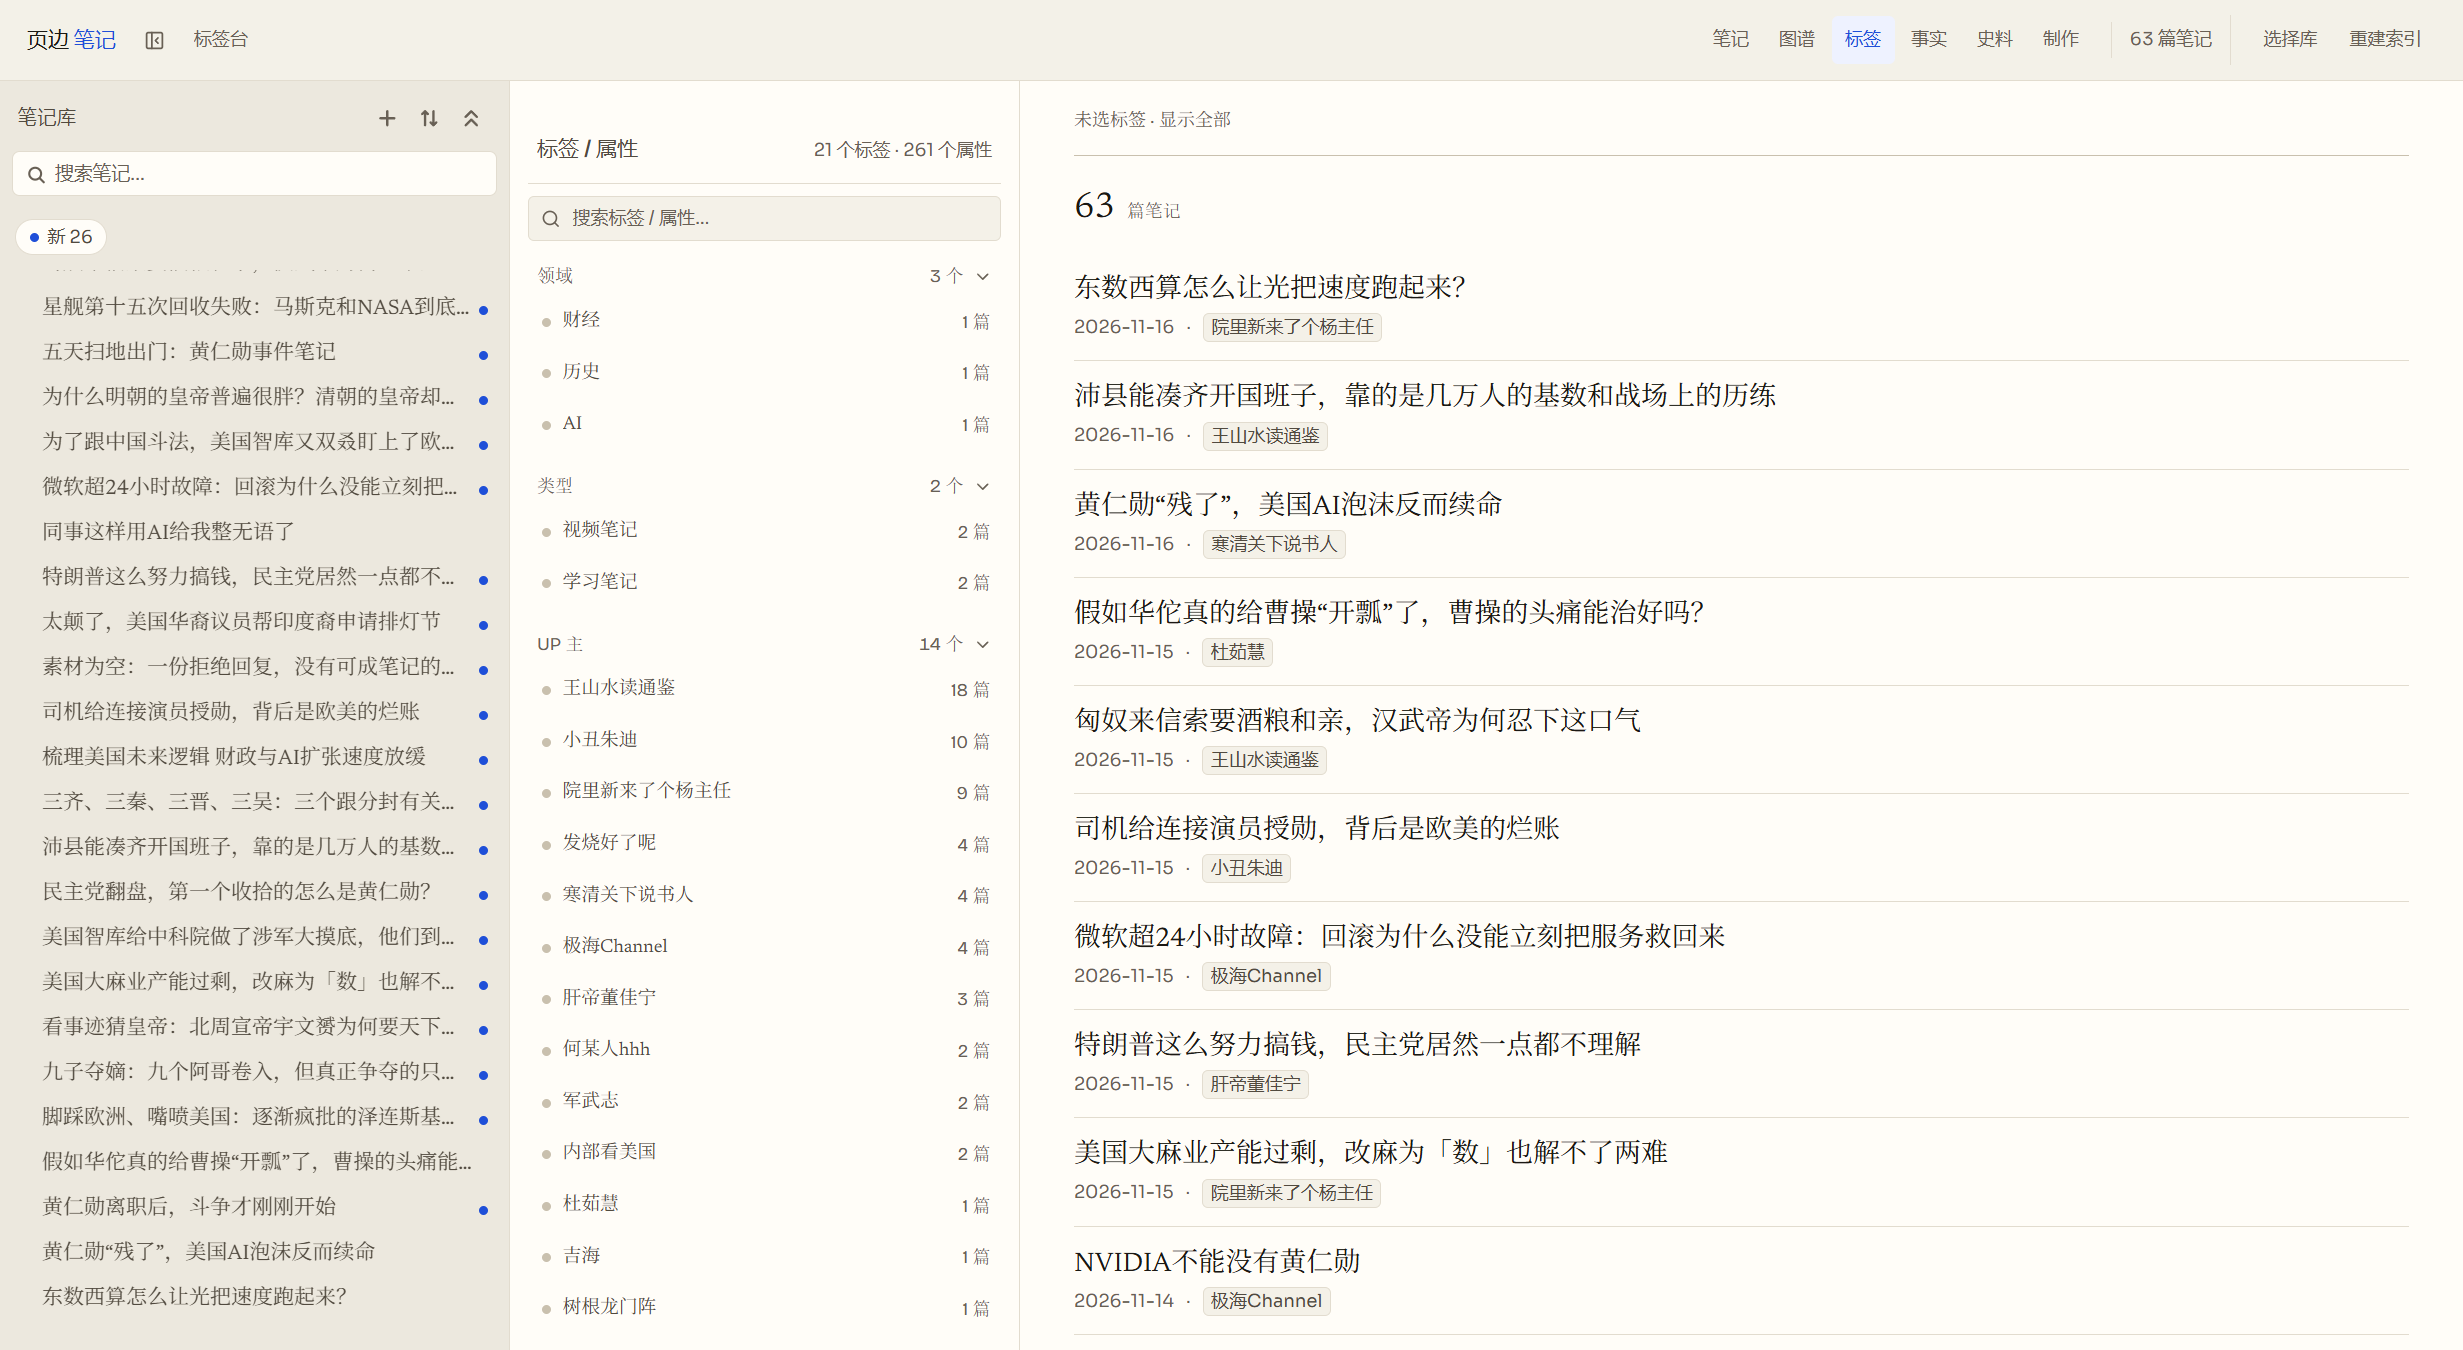 页边 笔记
标签台
笔记
图谱
标签
事实
史料
制作
63 篇笔记
选择库
重建索引
笔记库
搜索笔记...
新 26
星舰第十五次回收失败：马斯克和NASA到底...
五天扫地出门：黄仁勋事件笔记
为什么明朝的皇帝普遍很胖？清朝的皇帝却...
为了跟中国斗法，美国智库又双叒盯上了欧...
微软超24小时故障：回滚为什么没能立刻把...
同事这样用AI给我整无语了
特朗普这么努力搞钱，民主党居然一点都不...
太颠了，美国华裔议员帮印度裔申请排灯节
素材为空：一份拒绝回复，没有可成笔记的...
司机给连接演员授勋，背后是欧美的烂账
梳理美国未来逻辑 财政与AI扩张速度放缓
三齐、三秦、三晋、三吴：三个跟分封有关...
沛县能凑齐开国班子，靠的是几万人的基数...
民主党翻盘，第一个收拾的怎么是黄仁勋？
美国智库给中科院做了涉军大摸底，他们到...
美国大麻业产能过剩，改麻为「数」也解不...
看事迹猜皇帝：北周宣帝宇文赟为何要天下...
九子夺嫡：九个阿哥卷入，但真正争夺的只...
脚踩欧洲、嘴喷美国：逐渐疯批的泽连斯基...
假如华佗真的给曹操“开瓢”了，曹操的头痛能...
黄仁勋离职后，斗争才刚刚开始
黄仁勋“残了”，美国AI泡沫反而续命
东数西算怎么让光把速度跑起来？
标签 / 属性
21 个标签 · 261 个属性
搜索标签 / 属性...
领域
3 个
财经
1 篇
历史
1 篇
AI
1 篇
类型
2 个
视频笔记
2 篇
学习笔记
2 篇
UP 主
14 个
王山水读通鉴
18 篇
小丑朱迪
10 篇
院里新来了个杨主任
9 篇
发烧好了呢
4 篇
寒清关下说书人
4 篇
极海Channel
4 篇
肝帝董佳宁
3 篇
何某人hhh
2 篇
军武志
2 篇
内部看美国
2 篇
杜茹慧
1 篇
吉海
1 篇
树根龙门阵
1 篇
未选标签 · 显示全部
63 篇笔记
东数西算怎么让光把速度跑起来？
2026-11-16 · 院里新来了个杨主任
沛县能凑齐开国班子，靠的是几万人的基数和战场上的历练
2026-11-16 · 王山水读通鉴
黄仁勋“残了”，美国AI泡沫反而续命
2026-11-16 · 寒清关下说书人
假如华佗真的给曹操“开瓢”了，曹操的头痛能治好吗？
2026-11-15 · 杜茹慧
匈奴来信索要酒粮和亲，汉武帝为何忍下这口气
2026-11-15 · 王山水读通鉴
司机给连接演员授勋，背后是欧美的烂账
2026-11-15 · 小丑朱迪
微软超24小时故障：回滚为什么没能立刻把服务救回来
2026-11-15 · 极海Channel
特朗普这么努力搞钱，民主党居然一点都不理解
2026-11-15 · 肝帝董佳宁
美国大麻业产能过剩，改麻为「数」也解不了两难
2026-11-15 · 院里新来了个杨主任
NVIDIA不能没有黄仁勋
2026-11-14 · 极海Channel